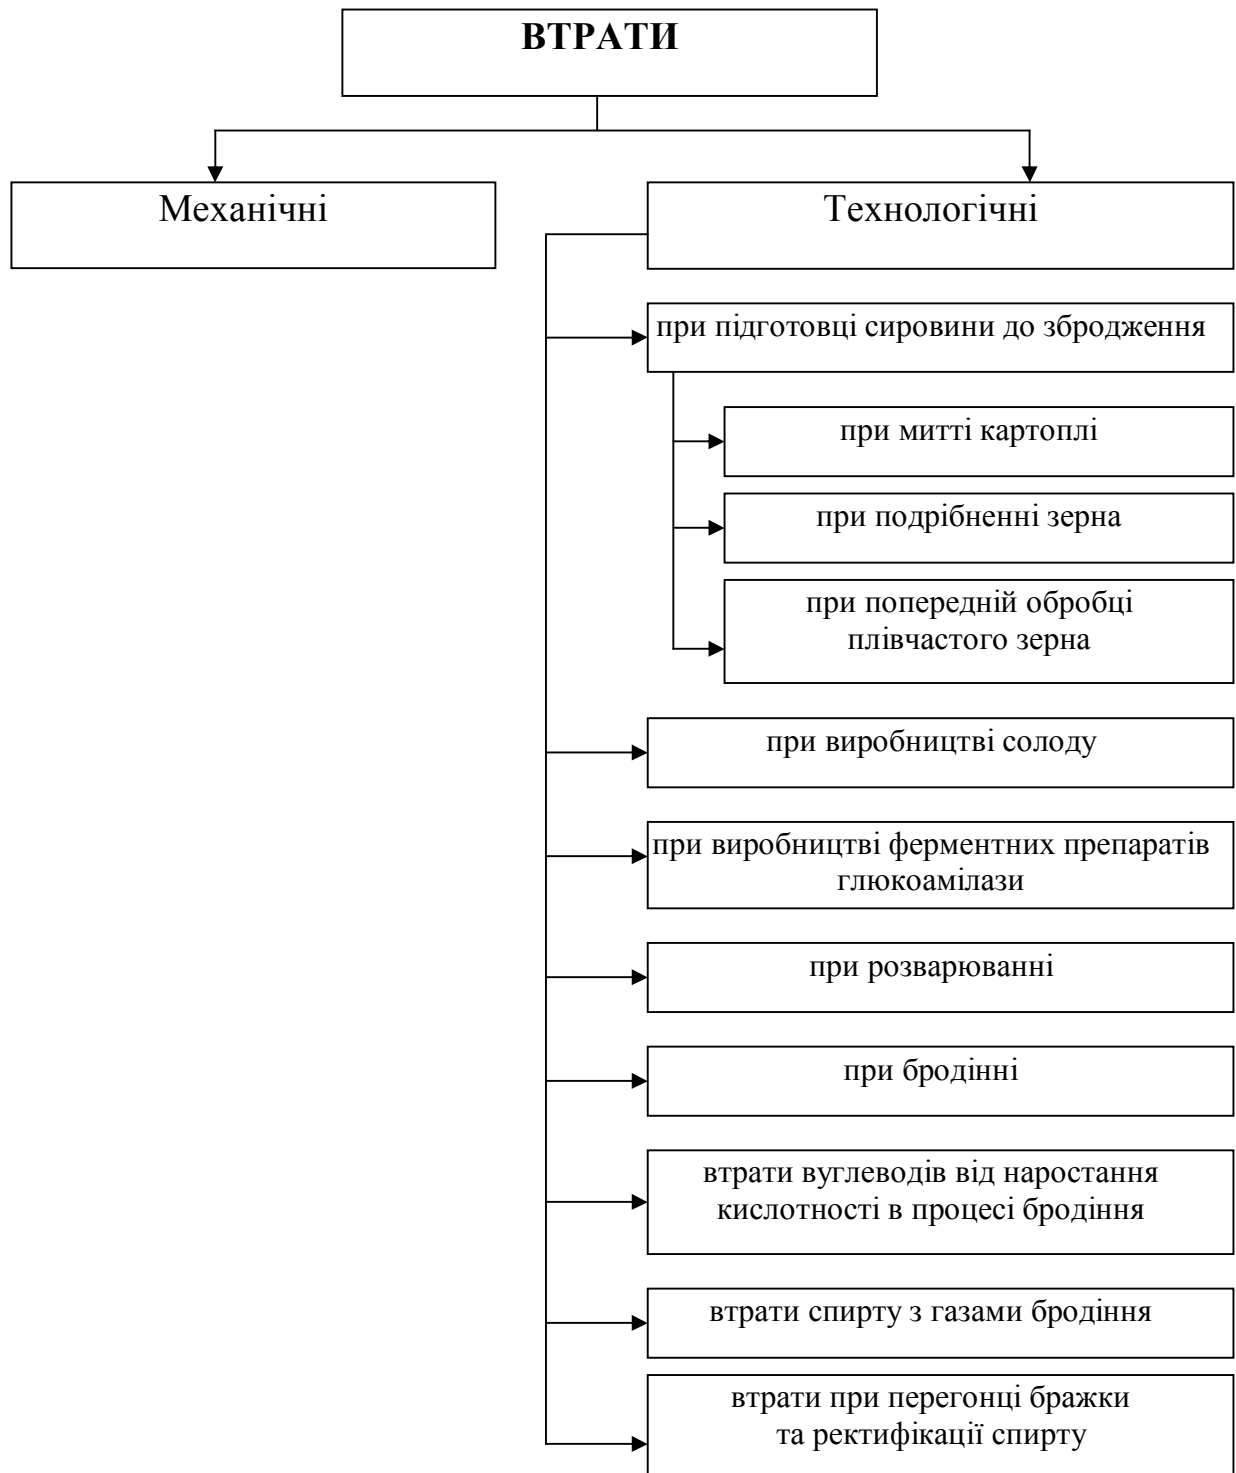 ВТРАТИ
Механічні
Технологічні
при підготовці сировини до збродження
при митті картоплі
при подрібненні зерна
при попередній обробці
плівчастого зерна
при виробництві солоду
при виробництві ферментних препаратів
глюкоамілази
при розварюванні
при бродінні
втрати вуглеводів від наростання
кислотності в процесі бродіння
втрати спирту з газами бродіння
втрати при перегонці бражки
та ректифікації спирту